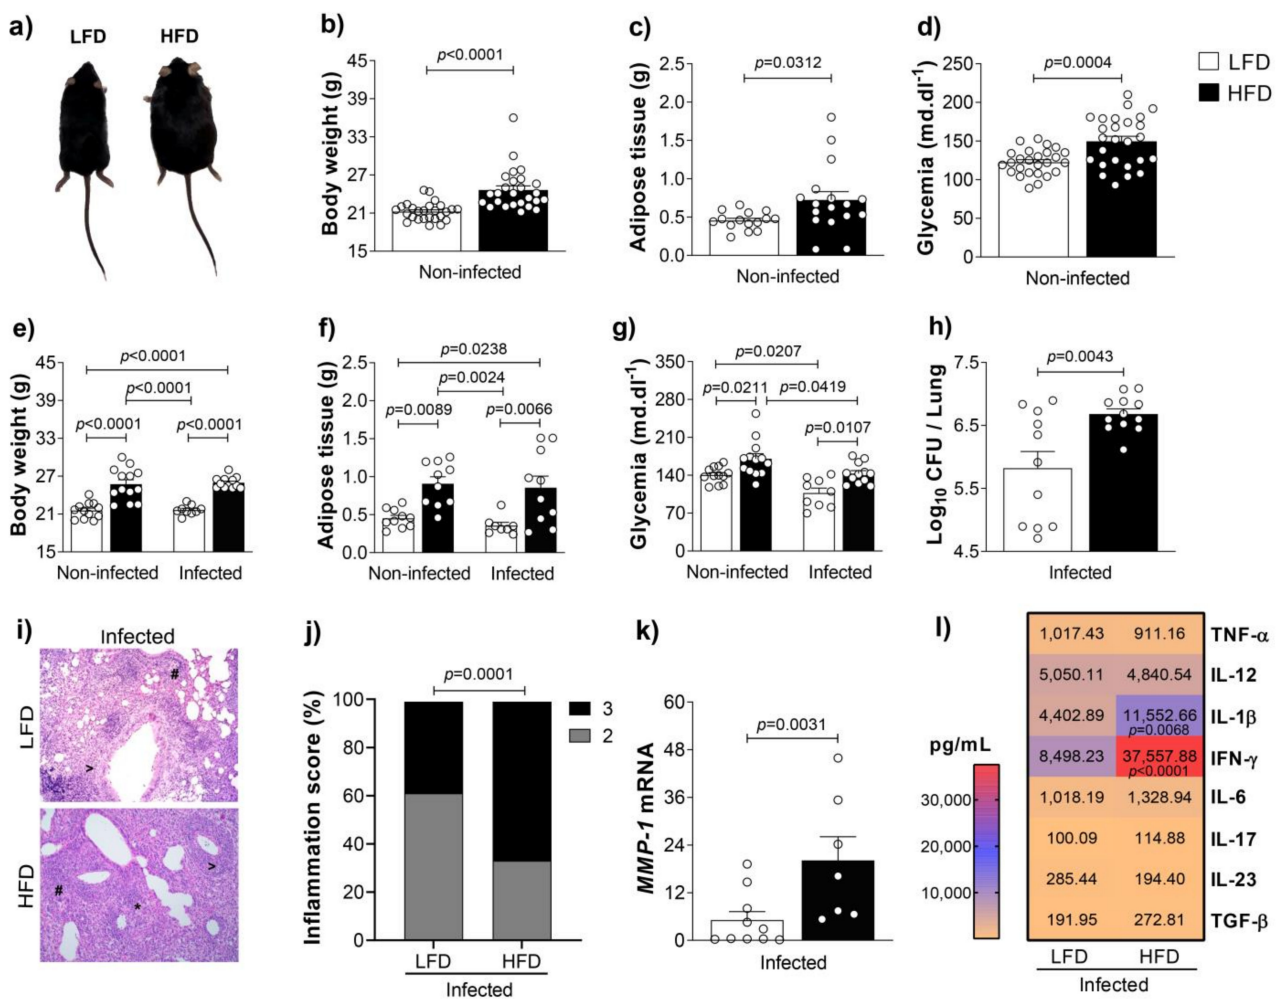 a)
LFD HFD
b)
Body weight (g)
45
39
33
27
21
15
p<0.0001
Non-infected
c)
Adipose tissue (g)
2.5
2.0
1.5
1.0
0.5
0.0
p=0.0312
Non-infected
d)
Glycemia (md.dl-1)
250
200
150
100
50
0
p=0.0004
Non-infected
LFD
HFD
e)
Body weight (g)
45
39
33
27
21
15
p<0.0001
p<0.0001
p<0.0001 p<0.0001
Non-infected Infected
f)
Adipose tissue (g)
2.5
2.0
1.5
1.0
0.5
0.0
p=0.0238
p=0.0024
p=0.0089 p=0.0066
Non-infected Infected
g)
Glycemia (md.dl-1)
350
280
210
140
70
0
p=0.0207
p=0.0211 p=0.0419
p=0.0107
Non-infected Infected
h)
Log10 CFU / Lung
7.5
6.5
5.5
4.5
p=0.0043
Infected
i)
Infected
LFD
#
>
HFD
#
>
*
j)
Inflammation score (%)
100
80
60
40
20
0
p=0.0001
3
2
LFD HFD
Infected
k)
MMP-1 mRNA
60
48
36
24
12
0
p=0.0031
Infected
l)
pg/mL
30,000
20,000
10,000
1,017.43 911.16 TNF-α
5,050.11 4,840.54 IL-12
4,402.89 11,552.66 IL-1β
p=0.0068
8,498.23 37,557.88 IFN-γ
p<0.0001
1,018.19 1,328.94 IL-6
100.09 114.88 IL-17
285.44 194.40 IL-23
191.95 272.81 TGF-β
LFD HFD
Infected